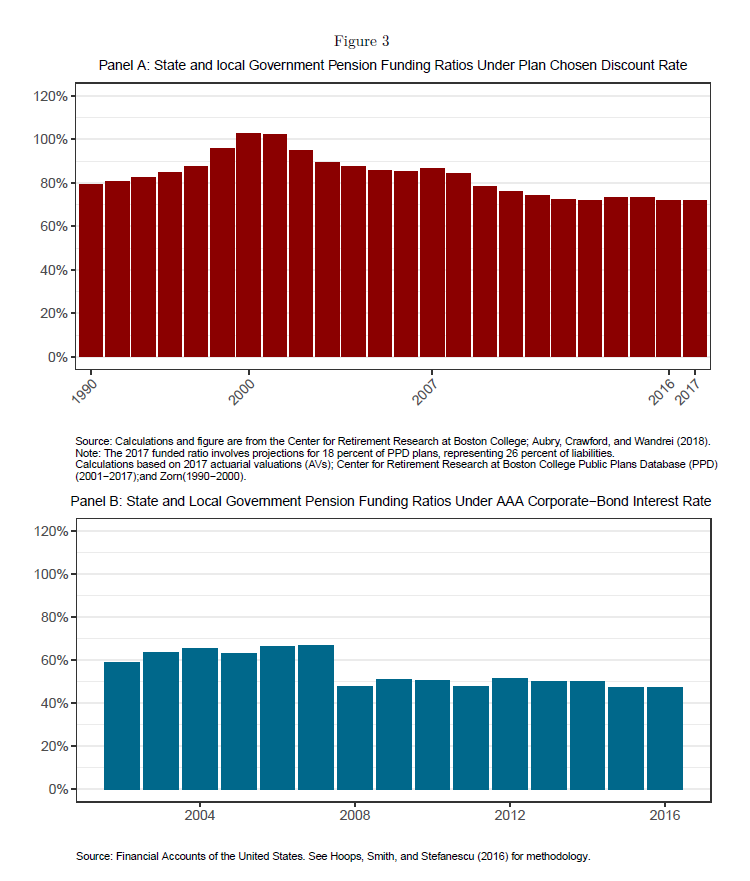 Figure 3
Panel A: State and local Government Pension Funding Ratios Under Plan Chosen Discount Rate
120%
100%
80%
60%
40%
20%
0%
1990
2000
2007
2016
2017
Source: Calculations and figure are from the Center for Retirement Research at Boston College; Aubry, Crawford, and Wandrei (2018).
Note: The 2017 funded ratio involves projections for 18 percent of PPD plans, representing 26 percent of liabilities.
Calculations based on 2017 actuarial valuations (AVs); Center for Retirement Research at Boston College Public Plans Database (PPD)
(2001−2017);and Zorn(1990−2000).
Panel B: State and Local Government Pension Funding Ratios Under AAA Corporate−Bond Interest Rate
120%
100%
80%
60%
40%
20%
0%
2004
2008
2012
2016
Source: Financial Accounts of the United States. See Hoops, Smith, and Stefanescu (2016) for methodology.